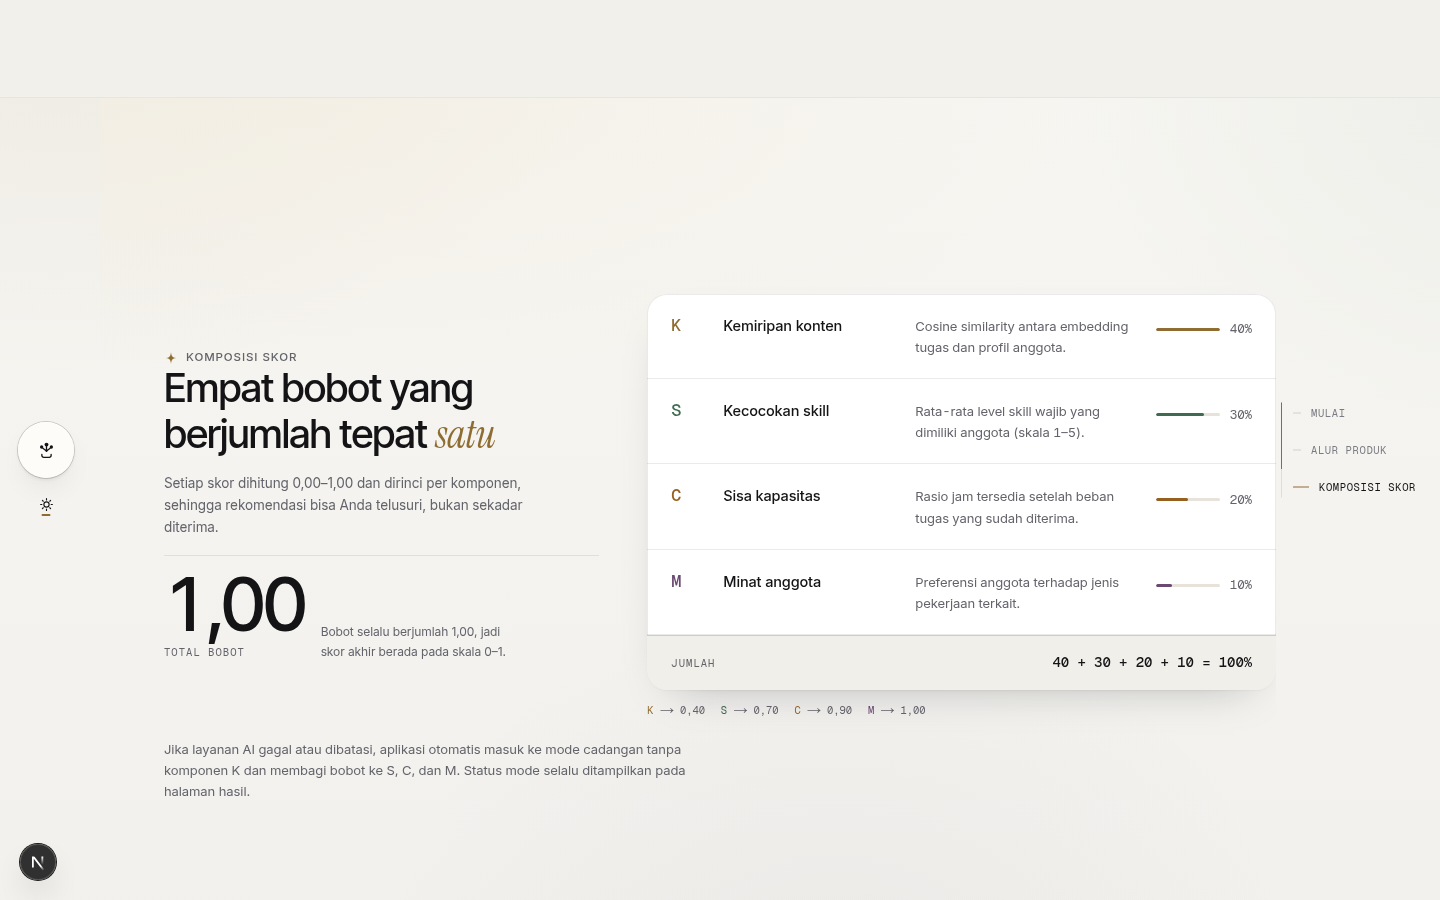 KOMPOSISI SKOR
Empat bobot yang
berjumlah tepat satu
Setiap skor dihitung 0,00–1,00 dan dirinci per komponen,
sehingga rekomendasi bisa Anda telusuri, bukan sekadar
diterima.
1,00
TOTAL BOBOT
Bobot selalu berjumlah 1,00, jadi
skor akhir berada pada skala 0–1.
K
Kemiripan konten
Cosine similarity antara embedding
tugas dan profil anggota.
40%
S
Kecocokan skill
Rata-rata level skill wajib yang
dimiliki anggota (skala 1–5).
30%
C
Sisa kapasitas
Rasio jam tersedia setelah beban
tugas yang sudah diterima.
20%
M
Minat anggota
Preferensi anggota terhadap jenis
pekerjaan terkait.
10%
JUMLAH
40 + 30 + 20 + 10 = 100%
K → 0,40 S → 0,70 C → 0,90 M → 1,00
Jika layanan AI gagal atau dibatasi, aplikasi otomatis masuk ke mode cadangan tanpa
komponen K dan membagi bobot ke S, C, dan M. Status mode selalu ditampilkan pada
halaman hasil.
MULAI
ALUR PRODUK
KOMPOSISI SKOR
N